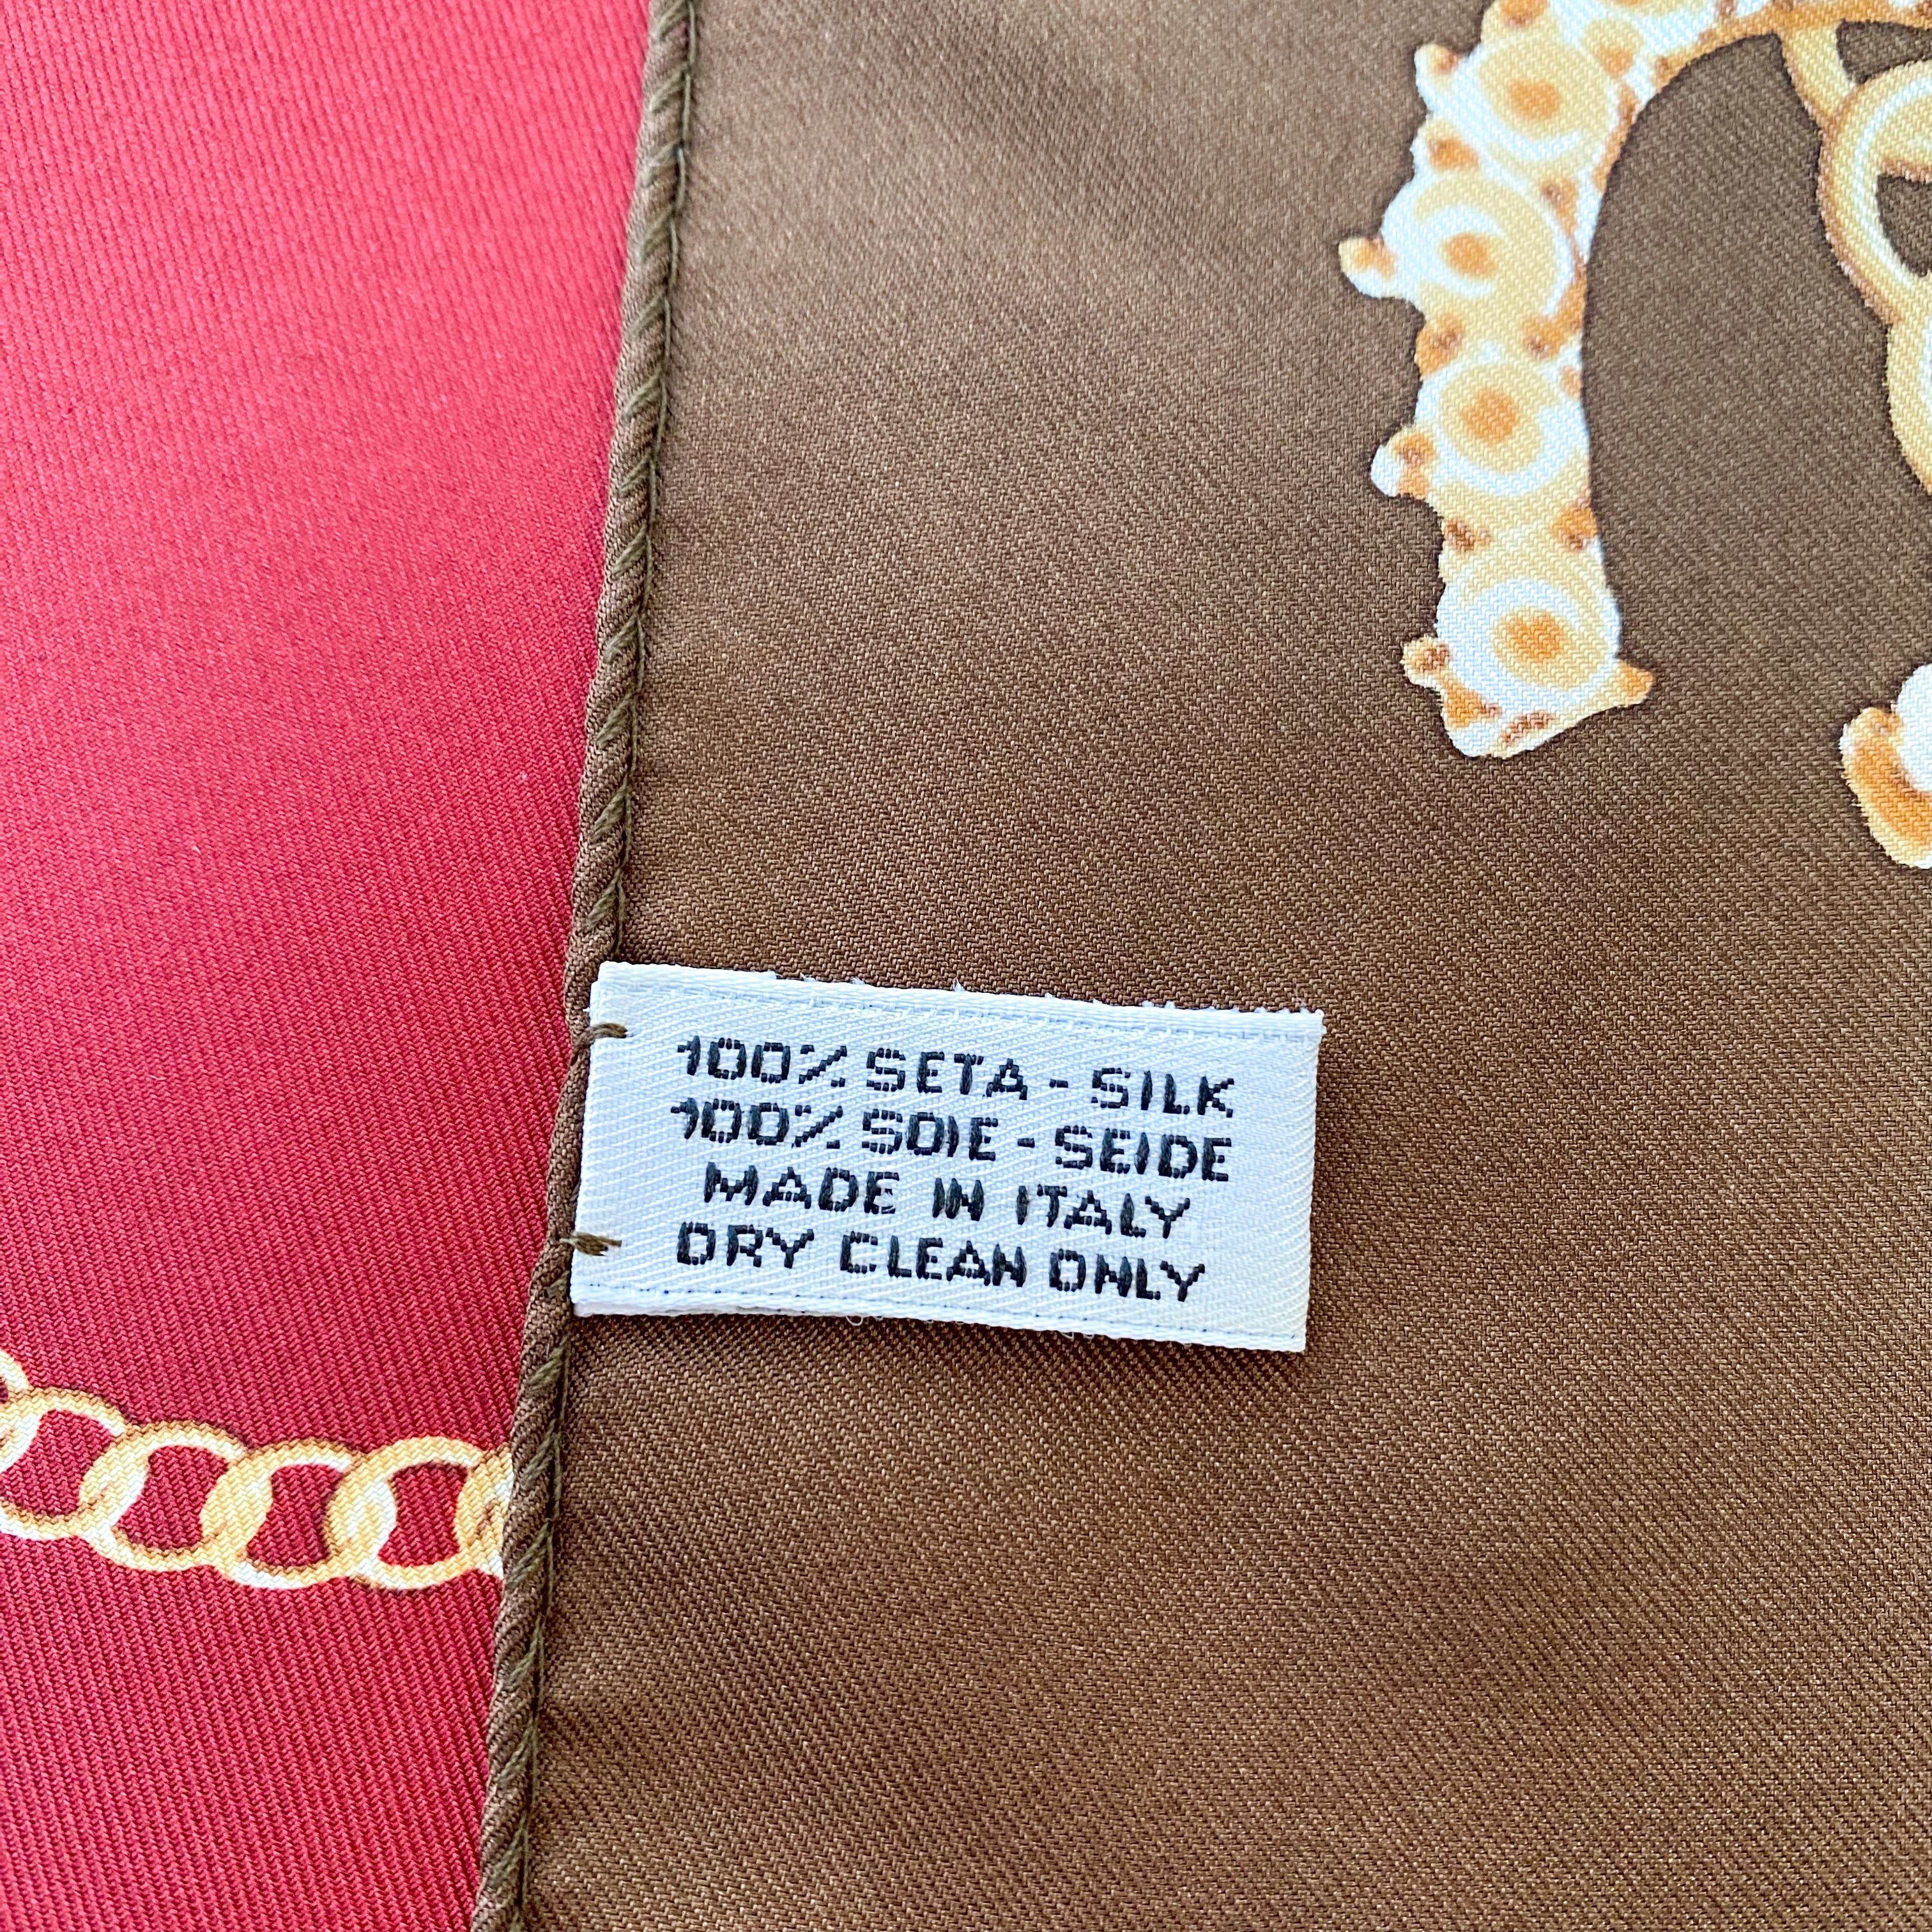 100% SETA - SILK
100% SOIE - SEIDE
MADE IN ITALY
DRY CLEAN ONLY